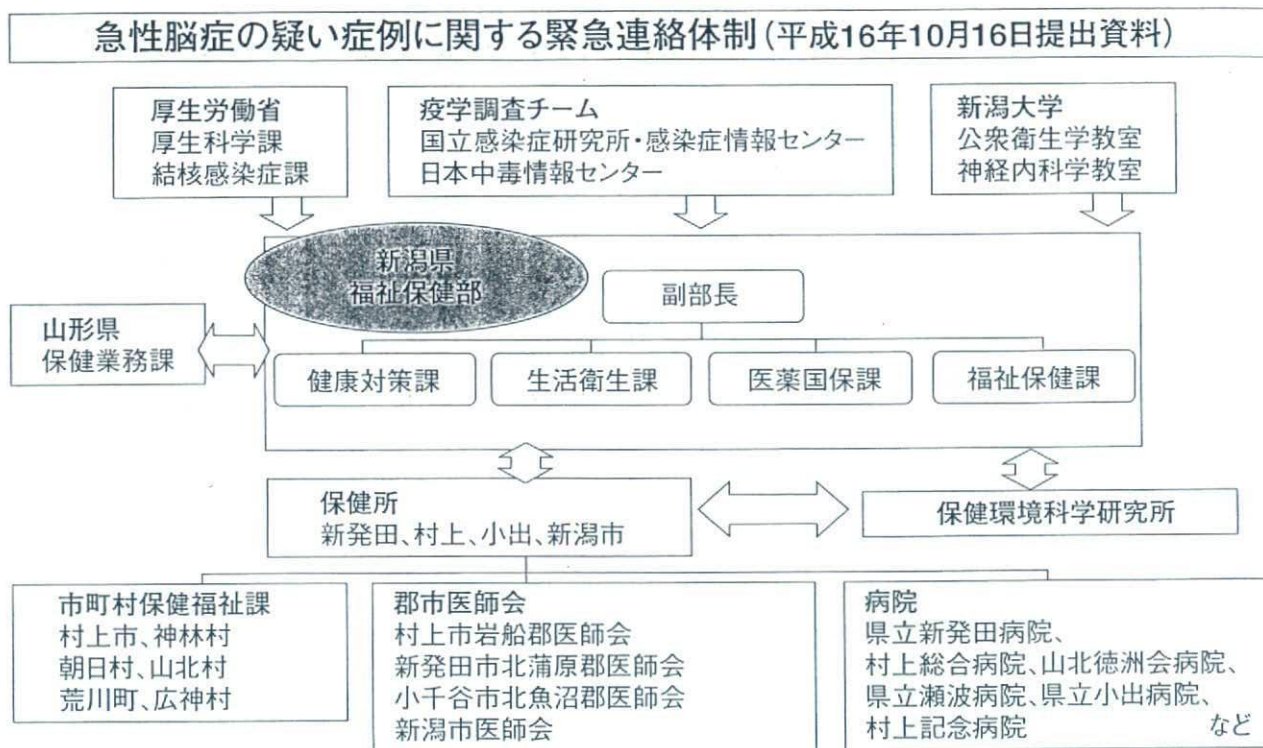 急性脳症の疑い症例に関する緊急連絡体制(平成16年10月16日提出資料)
厚生労働省
厚生科学課
結核感染症課
疫学調査チーム
国立感染症研究所・感染症情報センター
日本中毒情報センター
新潟大学
公衆衛生学教室
神経内科学教室
新潟県
福祉保健部
副部長
山形県
保健業務課
健康対策課
生活衛生課
医薬国保課
福祉保健課
保健所
新発田、村上、小出、新潟市
保健環境科学研究所
市町村保健福祉課
村上市、神林村
朝日村、山北村
荒川町、広神村
郡市医師会
村上市岩船郡医師会
新発田市北蒲原郡医師会
小千谷市北魚沼郡医師会
新潟市医師会
病院
県立新発田病院、
村上総合病院、山北徳洲会病院、
県立瀬波病院、県立小出病院、
村上記念病院 など